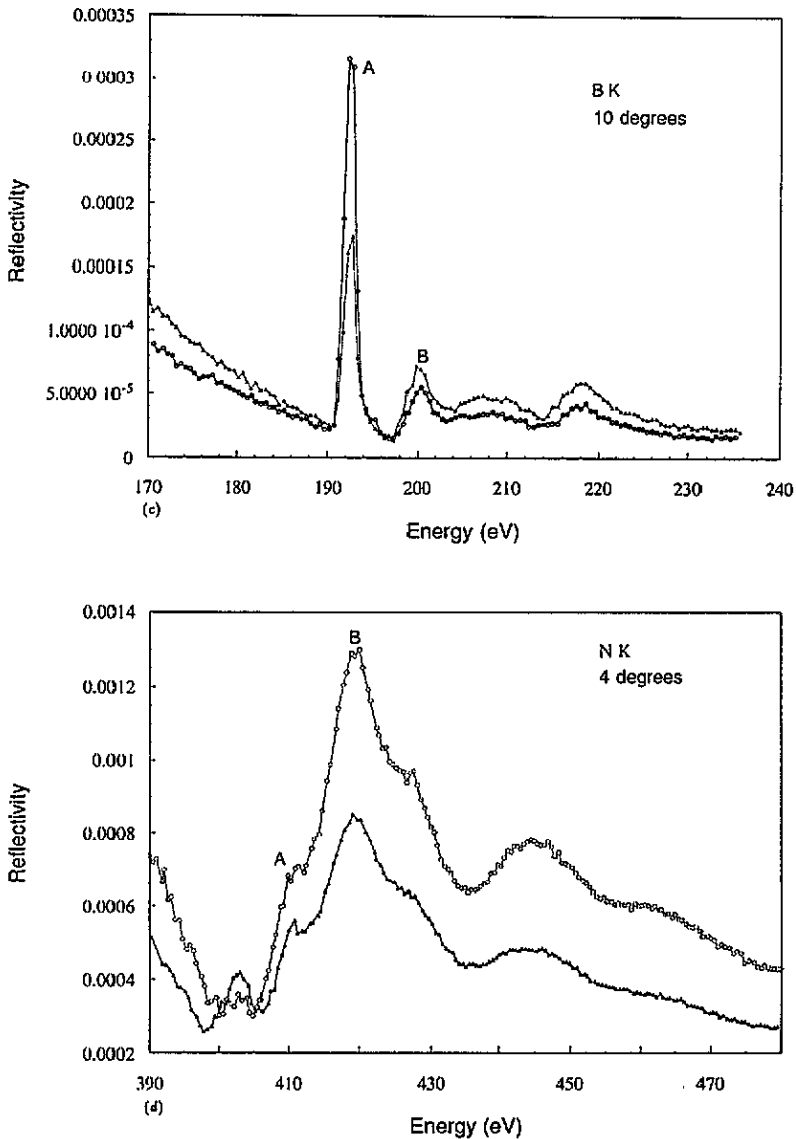 0.00035
0.0003
0.00025
0.0002
0.00015
1.0000 10⁻⁴
5.0000 10⁻⁵
0
Reflectivity
A
B
B K
10 degrees
170 180 190 200 210 220 230 240
(c)
Energy (eV)
0.0014
0.0012
0.001
0.0008
0.0006
0.0004
0.0002
Reflectivity
B
A
N K
4 degrees
390 410 430 450 470
(d)
Energy (eV)